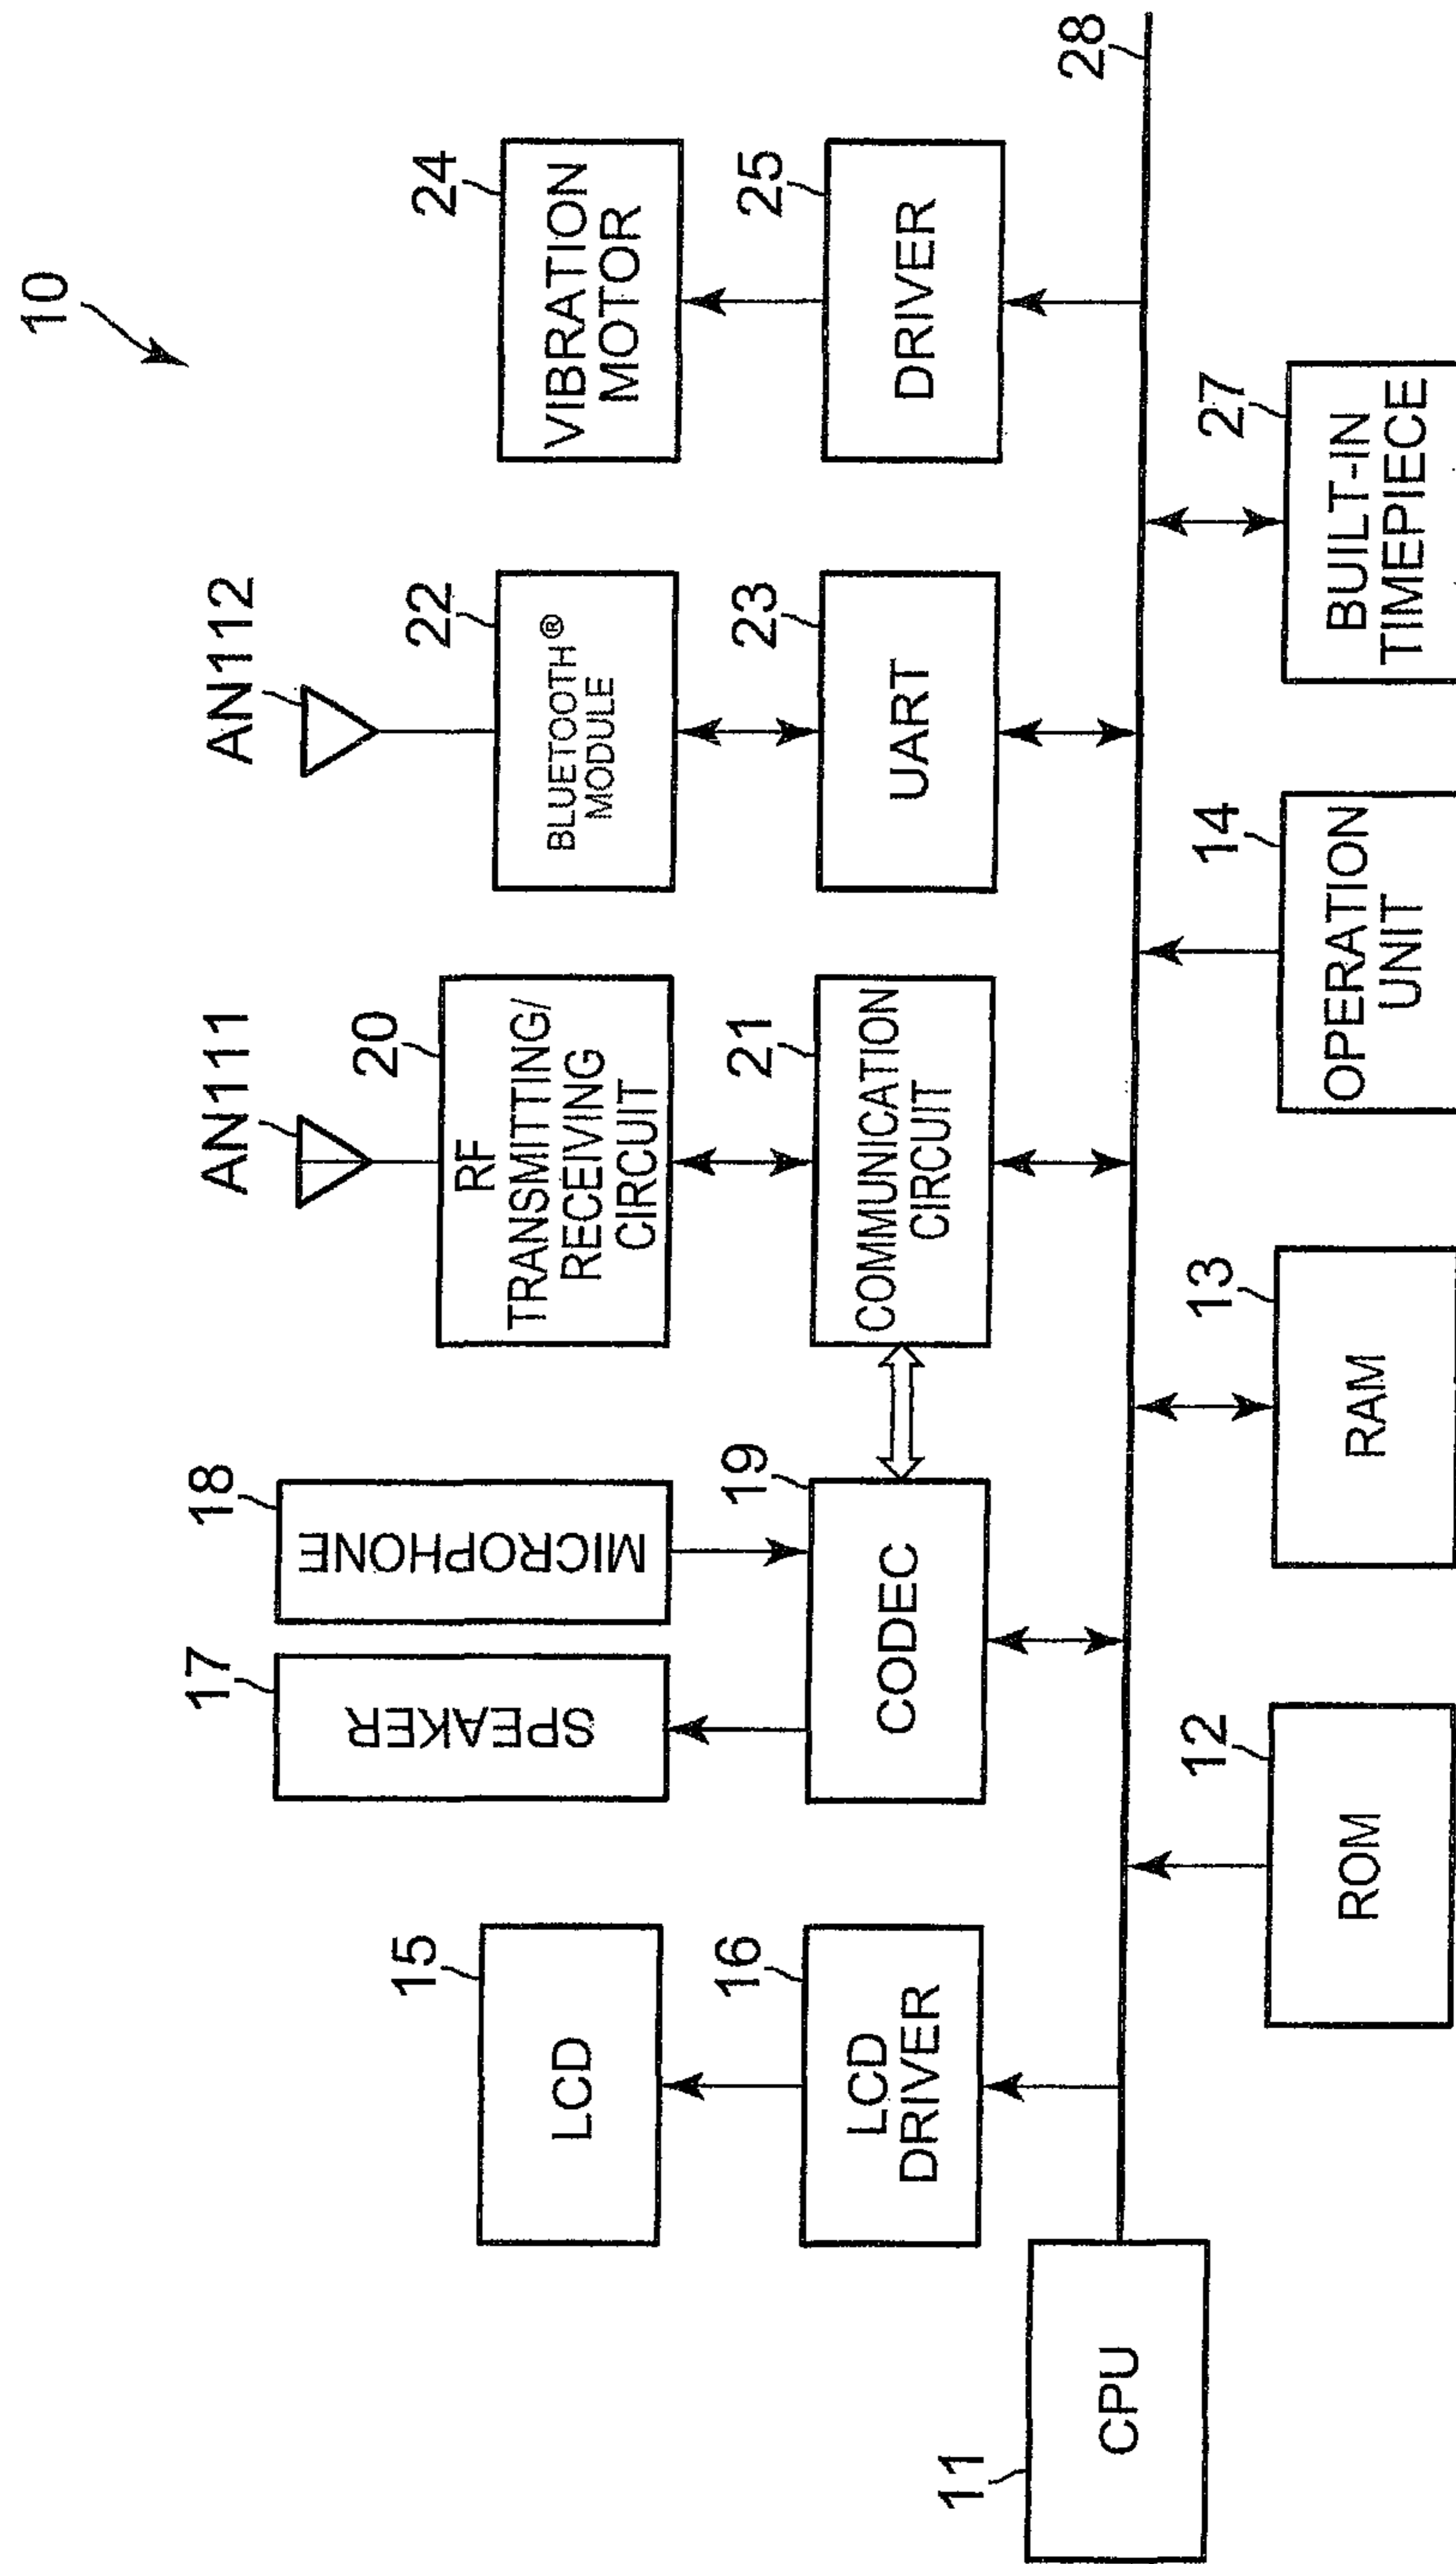 10
AN111
AN112
18
MICROPHONE
17
SPEAKER
20
RF
TRANSMITTING/
RECEIVING
CIRCUIT
22
BLUETOOTH®
MODULE
24
VIBRATION
MOTOR
15
LCD
16
LCD
DRIVER
19
CODEC
21
COMMUNICATION
CIRCUIT
23
UART
25
DRIVER
28
11
CPU
12
ROM
13
RAM
14
OPERATION
UNIT
27
BUILT-IN
TIMEPIECE